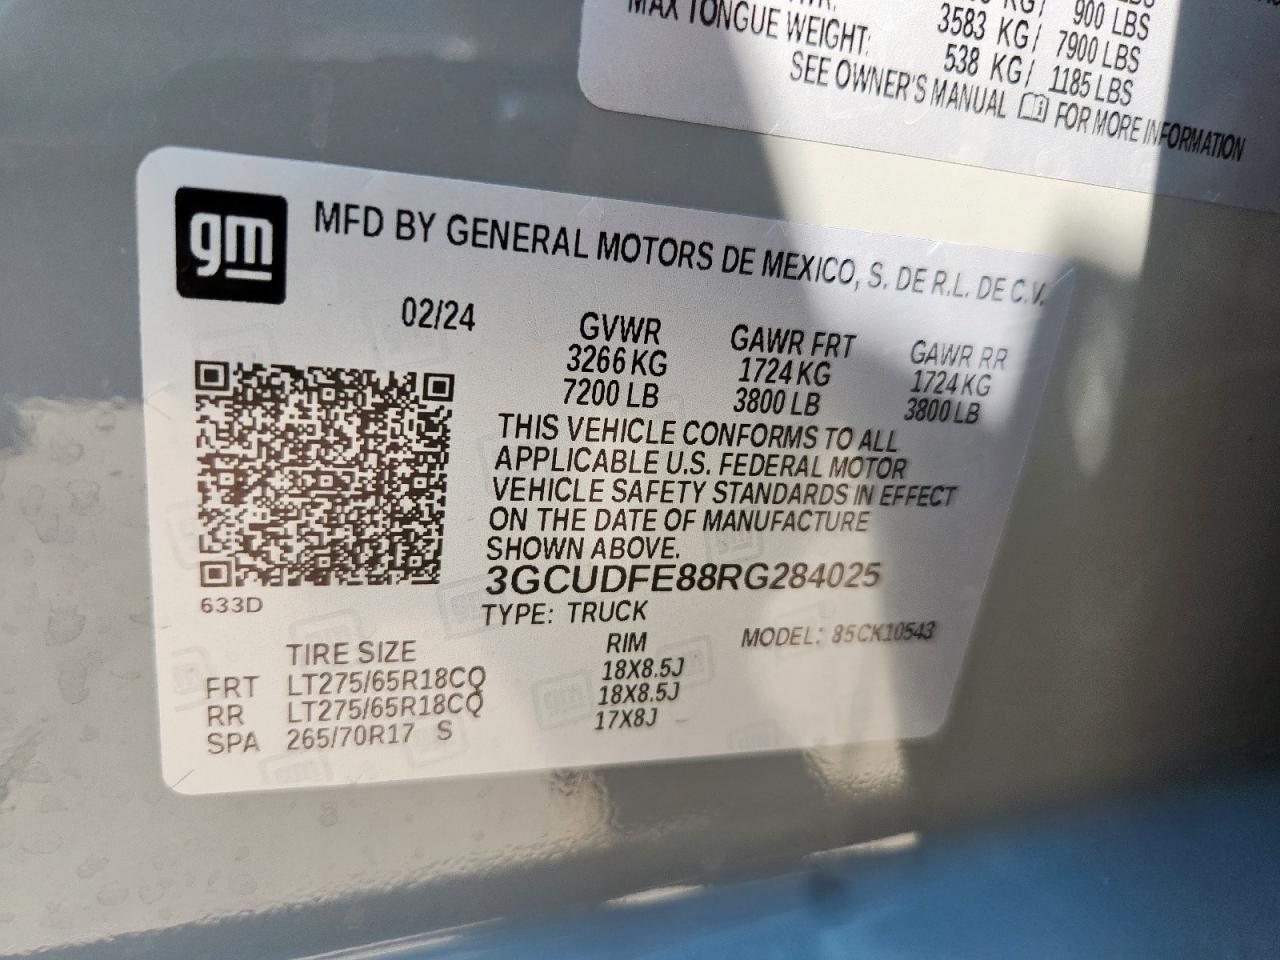 KG/ 900 LBS
MAX TONGUE WEIGHT: 3583 KG/ 7900 LBS
538 KG/ 1185 LBS
SEE OWNER'S MANUAL FOR MORE INFORMATION
gm MFD BY GENERAL MOTORS DE MEXICO, S. DE R.L. DE C.V.
02/24 GVWR GAWR FRT GAWR RR
3266 KG 1724 KG 1724 KG
7200 LB 3800 LB 3800 LB
THIS VEHICLE CONFORMS TO ALL
APPLICABLE U.S. FEDERAL MOTOR
VEHICLE SAFETY STANDARDS IN EFFECT
ON THE DATE OF MANUFACTURE
SHOWN ABOVE.
3GCUDFE88RG284025
633D
TYPE: TRUCK MODEL: 85CK10543
TIRE SIZE RIM
FRT LT275/65R18CQ 18X8.5J
RR LT275/65R18CQ 18X8.5J
SPA 265/70R17 S 17X8J